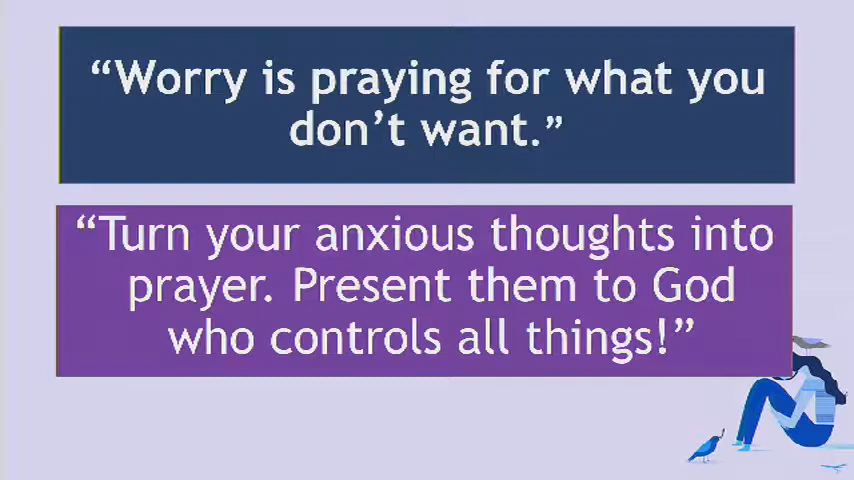 “Worry is praying for what you
don’t want.”
“Turn your anxious thoughts into
prayer. Present them to God
who controls all things!”